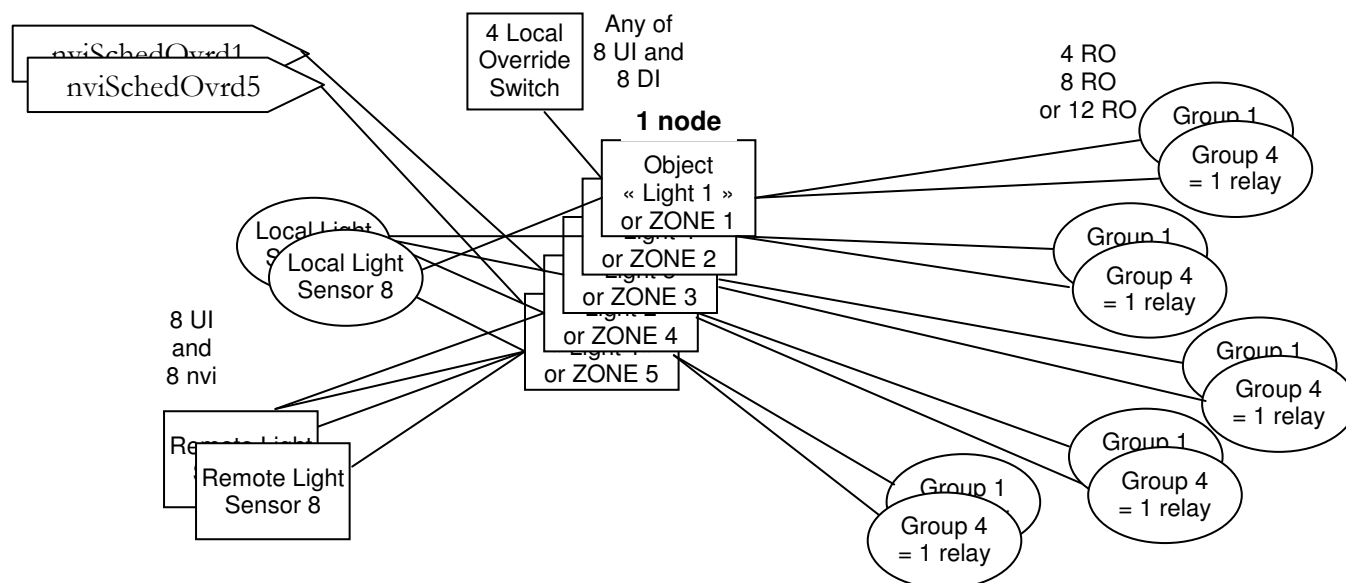 nviSchedOvrd1
nviSchedOvrd5
4 Local
Override
Switch
Any of
8 UI and
8 DI
1 node
Object
« Light 1 »
or ZONE 1
or ZONE 2
or ZONE 3
or ZONE 4
or ZONE 5
4 RO
8 RO
or 12 RO
Group 1
Group 4
= 1 relay
Group 1
Group 4
= 1 relay
Group 1
Group 4
= 1 relay
Group 1
Group 4
= 1 relay
Group 1
Group 4
= 1 relay
Local Light
Local Light
Sensor 8
8 UI
and
8 nvi
Remote Light
Remote Light
Sensor 8